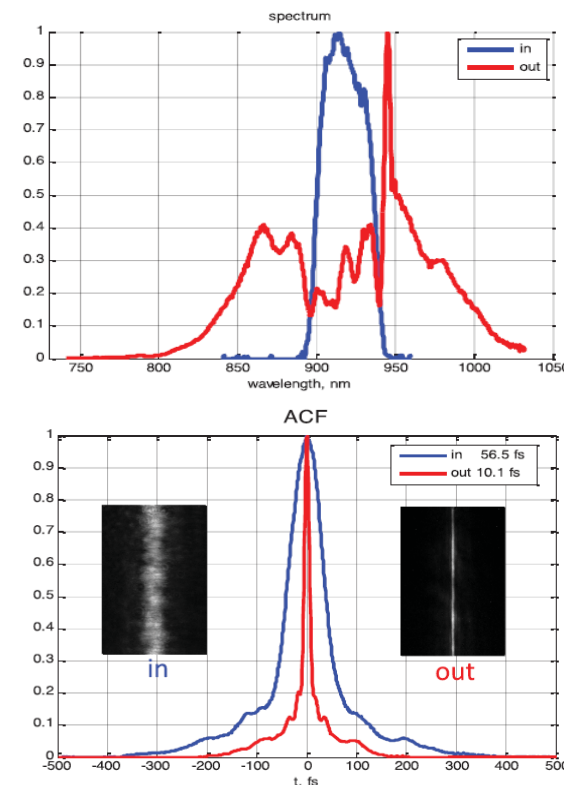 spectrum
1
0.9
0.8
0.7
0.6
0.5
0.4
0.3
0.2
0.1
0
in
out
750 800 850 900 950 1000 1050
wavelength, nm
ACF
1
0.9
0.8
0.7
0.6
0.5
0.4
0.3
0.2
0.1
0
in 56.5 fs
out 10.1 fs
in
out
-500 -400 -300 -200 -100 0 100 200 300 400 500
t, fs